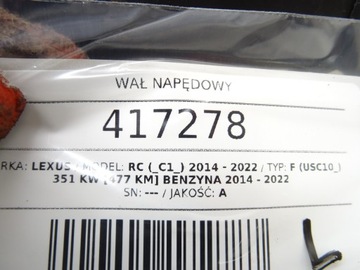 WAŁ NAPĘDOWY
417278
RKA: LEXUS / MODEL: RC (_C1_) 2014 - 2022 / TYP: F (USC10_)
351 KW [477 KM] BENZYNA 2014 - 2022
SN: --- / JAKOŚĆ: A